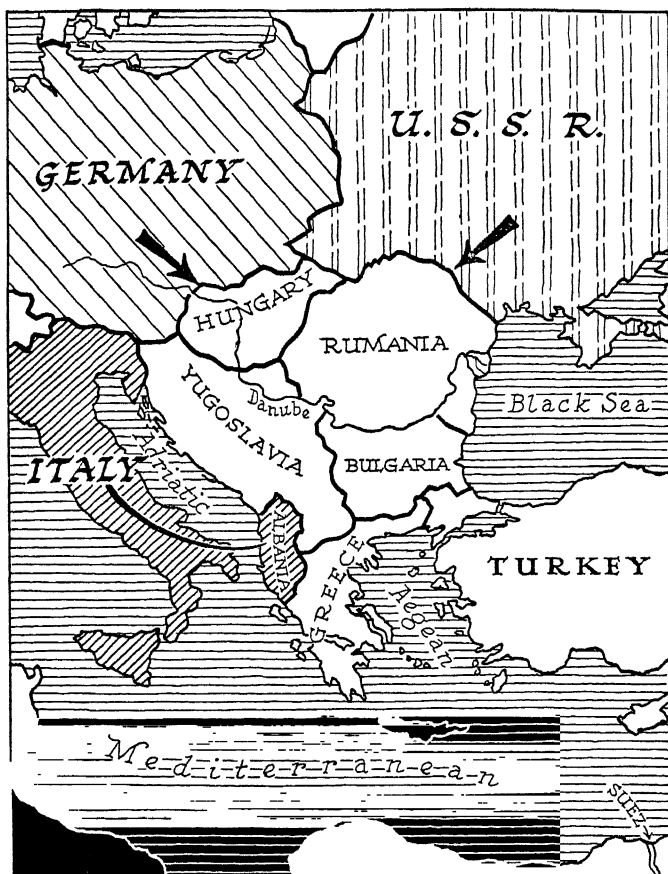 U. S. S. R.
GERMANY
HUNGARY
RUMANIA
YUGOSLAVIA
Danube
Black Sea
Adriatic
BULGARIA
ITALY
ALBANIA
GREECE
TURKEY
Aegean
Mediterranean
SUEZ